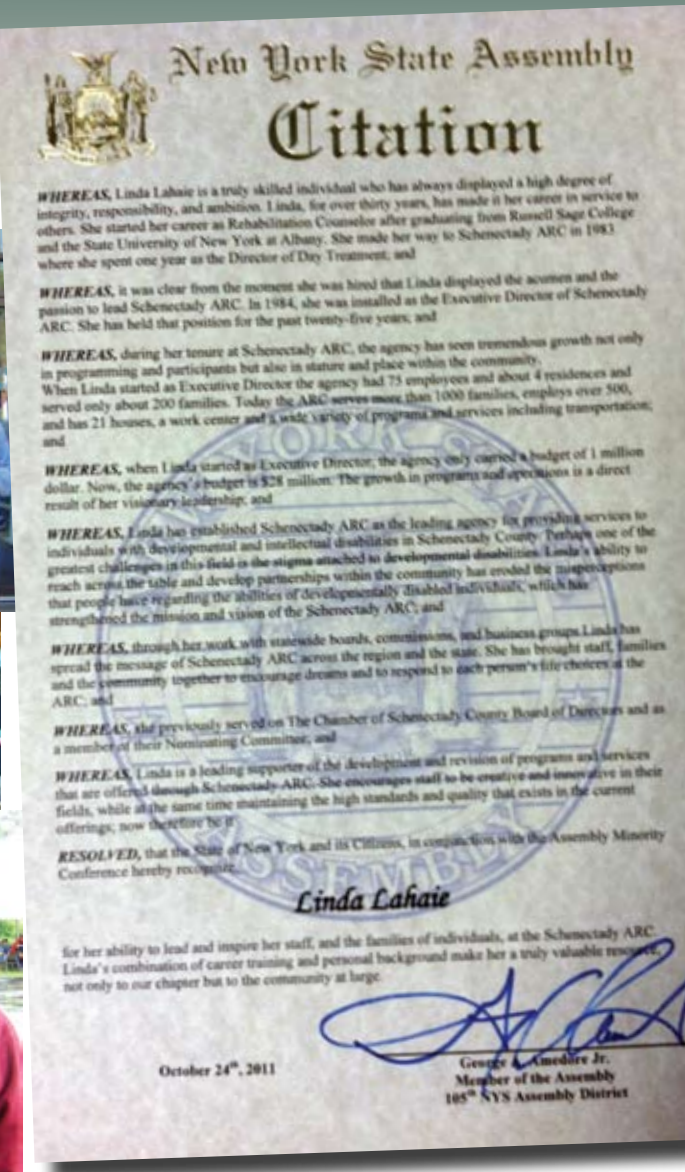 New York State Assembly
Citation
WHEREAS, Linda Lahaie is a truly skilled individual who has always displayed a high degree of
integrity, responsibility, and ambition. Linda, for over thirty years, has made it her career in service to
others. She started her career as Rehabilitation Counselor after graduating from Russell Sage College
and the State University of New York at Albany. She made her way to Schenectady ARC in 1983
where she spent one year as the Director of Day Treatment; and
WHEREAS, it was clear from the moment she was hired that Linda displayed the acumen and the
passion to lead Schenectady ARC. In 1984, she was installed as the Executive Director of Schenectady
ARC. She has held that position for the past twenty-five years; and
WHEREAS, during her tenure at Schenectady ARC, the agency has seen tremendous growth not only
in programming and participants but also in stature and place within the community.
When Linda started as Executive Director the agency had 75 employees and about 4 residences and
served only about 200 families. Today the ARC serves more than 1000 families, employs over 500,
and has 21 houses, a work center and a wide variety of programs and services including transportation;
and
WHEREAS, when Linda started as Executive Director, the agency only carried a budget of 1 million
dollar. Now, the agency's budget is $28 million. The growth in programs and operations is a direct
result of her visionary leadership; and
WHEREAS, Linda has established Schenectady ARC as the leading agency for providing services to
individuals with developmental and intellectual disabilities in Schenectady County. Perhaps one of the
greatest challenges in this field is the stigma attached to developmental disabilities. Linda's ability to
reach across the table and develop partnerships within the community has eroded the misperceptions
that people have regarding the abilities of developmentally disabled individuals, which has
strengthened the mission and vision of the Schenectady ARC; and
WHEREAS, through her work with statewide boards, commissions, and business groups Linda has
spread the message of Schenectady ARC across the region and the state. She has brought staff, families
and the community together to encourage dreams and to respond to each person's life choices at the
ARC; and
WHEREAS, she previously served on The Chamber of Schenectady County Board of Directors and as
a member of their Nominating Committee; and
WHEREAS, Linda is a leading supporter of the development and revision of programs and services
that are offered through Schenectady ARC. She encourages staff to be creative and innovative in their
fields, while at the same time maintaining the high standards and quality that exists in the current
offerings; now therefore be it
RESOLVED, that the State of New York and its Citizens, in conjunction with the Assembly Minority
Conference hereby recognize
Linda Lahaie
for her ability to lead and inspire her staff, and the families of individuals, at the Schenectady ARC.
Linda's combination of career training and personal background make her a truly valuable resource,
not only to our chapter but to the community at large.
October 24th, 2011
George A. Amedore Jr.
Member of the Assembly
105th NYS Assembly District
NEW YORK STATE
ASSEMBLY